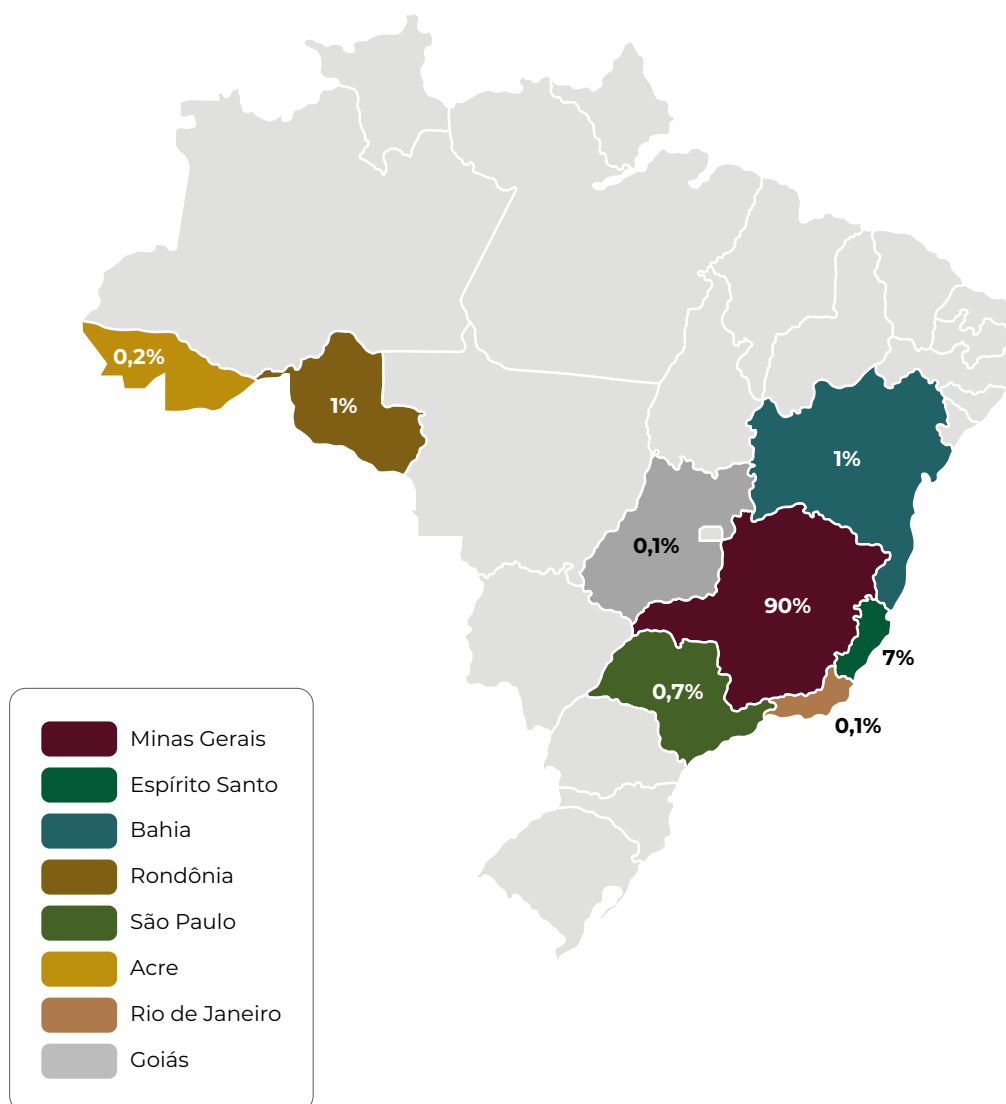 0,2%
1%
1%
0,1%
90%
7%
0,7%
0,1%
Minas Gerais
Espírito Santo
Bahia
Rondônia
São Paulo
Acre
Rio de Janeiro
Goiás